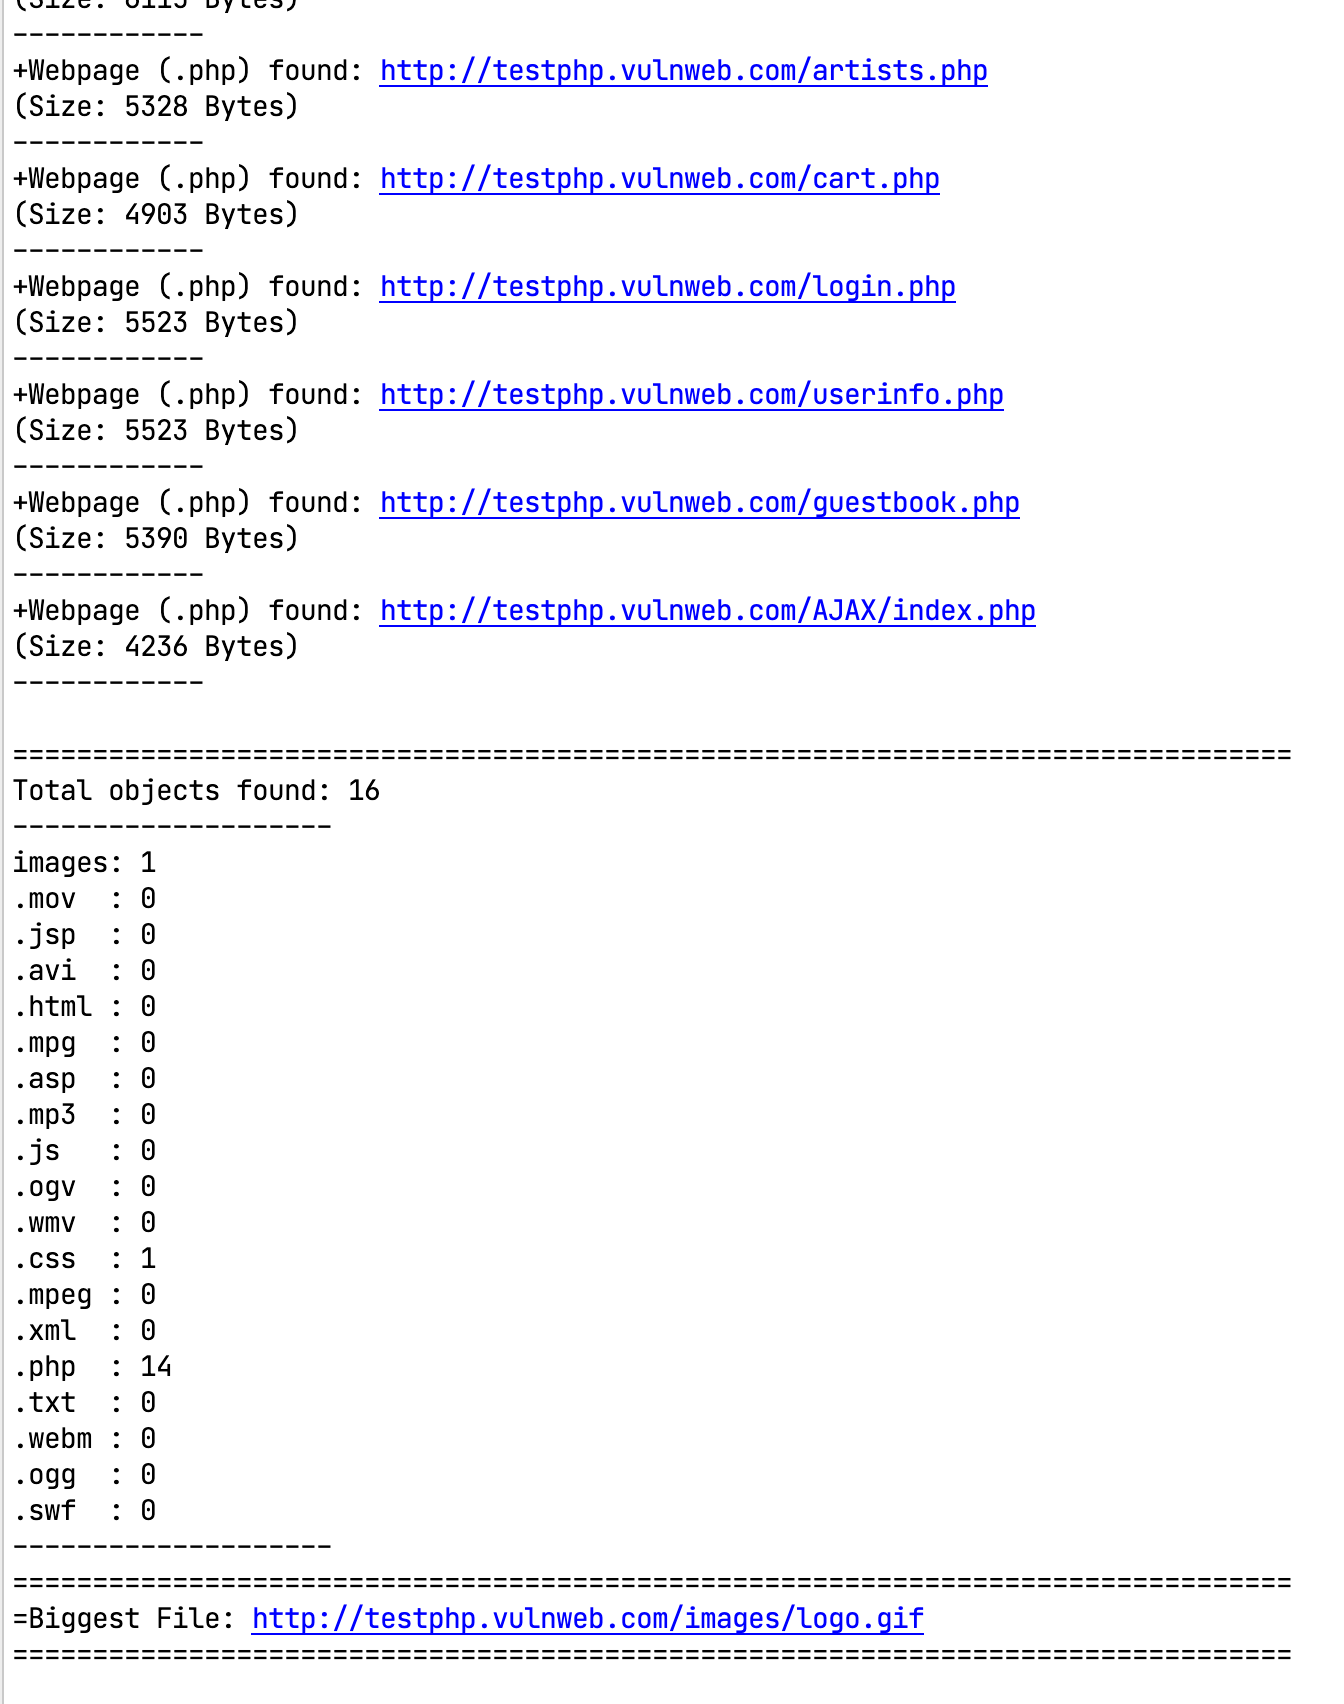 (Size: 6115 Bytes)
------------
+Webpage (.php) found: http://testphp.vulnweb.com/artists.php
(Size: 5328 Bytes)
------------
+Webpage (.php) found: http://testphp.vulnweb.com/cart.php
(Size: 4903 Bytes)
------------
+Webpage (.php) found: http://testphp.vulnweb.com/login.php
(Size: 5523 Bytes)
------------
+Webpage (.php) found: http://testphp.vulnweb.com/userinfo.php
(Size: 5523 Bytes)
------------
+Webpage (.php) found: http://testphp.vulnweb.com/guestbook.php
(Size: 5390 Bytes)
------------
+Webpage (.php) found: http://testphp.vulnweb.com/AJAX/index.php
(Size: 4236 Bytes)
------------
================================================================================
Total objects found: 16
--------------------
images: 1
.mov  : 0
.jsp  : 0
.avi  : 0
.html : 0
.mpg  : 0
.asp  : 0
.mp3  : 0
.js   : 0
.ogv  : 0
.wmv  : 0
.css  : 1
.mpeg : 0
.xml  : 0
.php  : 14
.txt  : 0
.webm : 0
.ogg  : 0
.swf  : 0
--------------------
================================================================================
=Biggest File: http://testphp.vulnweb.com/images/logo.gif
================================================================================